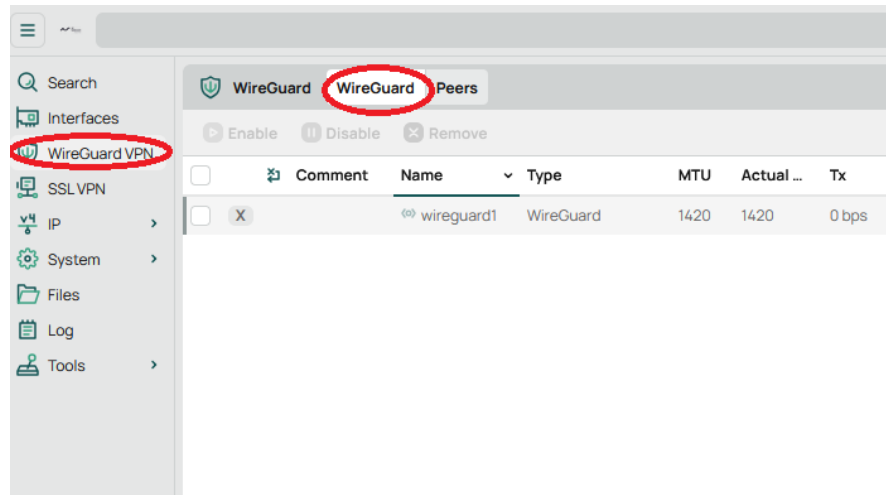 Search
Interfaces
WireGuard VPN
SSL VPN
v4 IP
System
Files
Log
Tools
WireGuard WireGuard Peers
Enable Disable Remove
Comment Name Type MTU Actual ... Tx
X wireguard1 WireGuard 1420 1420 0 bps